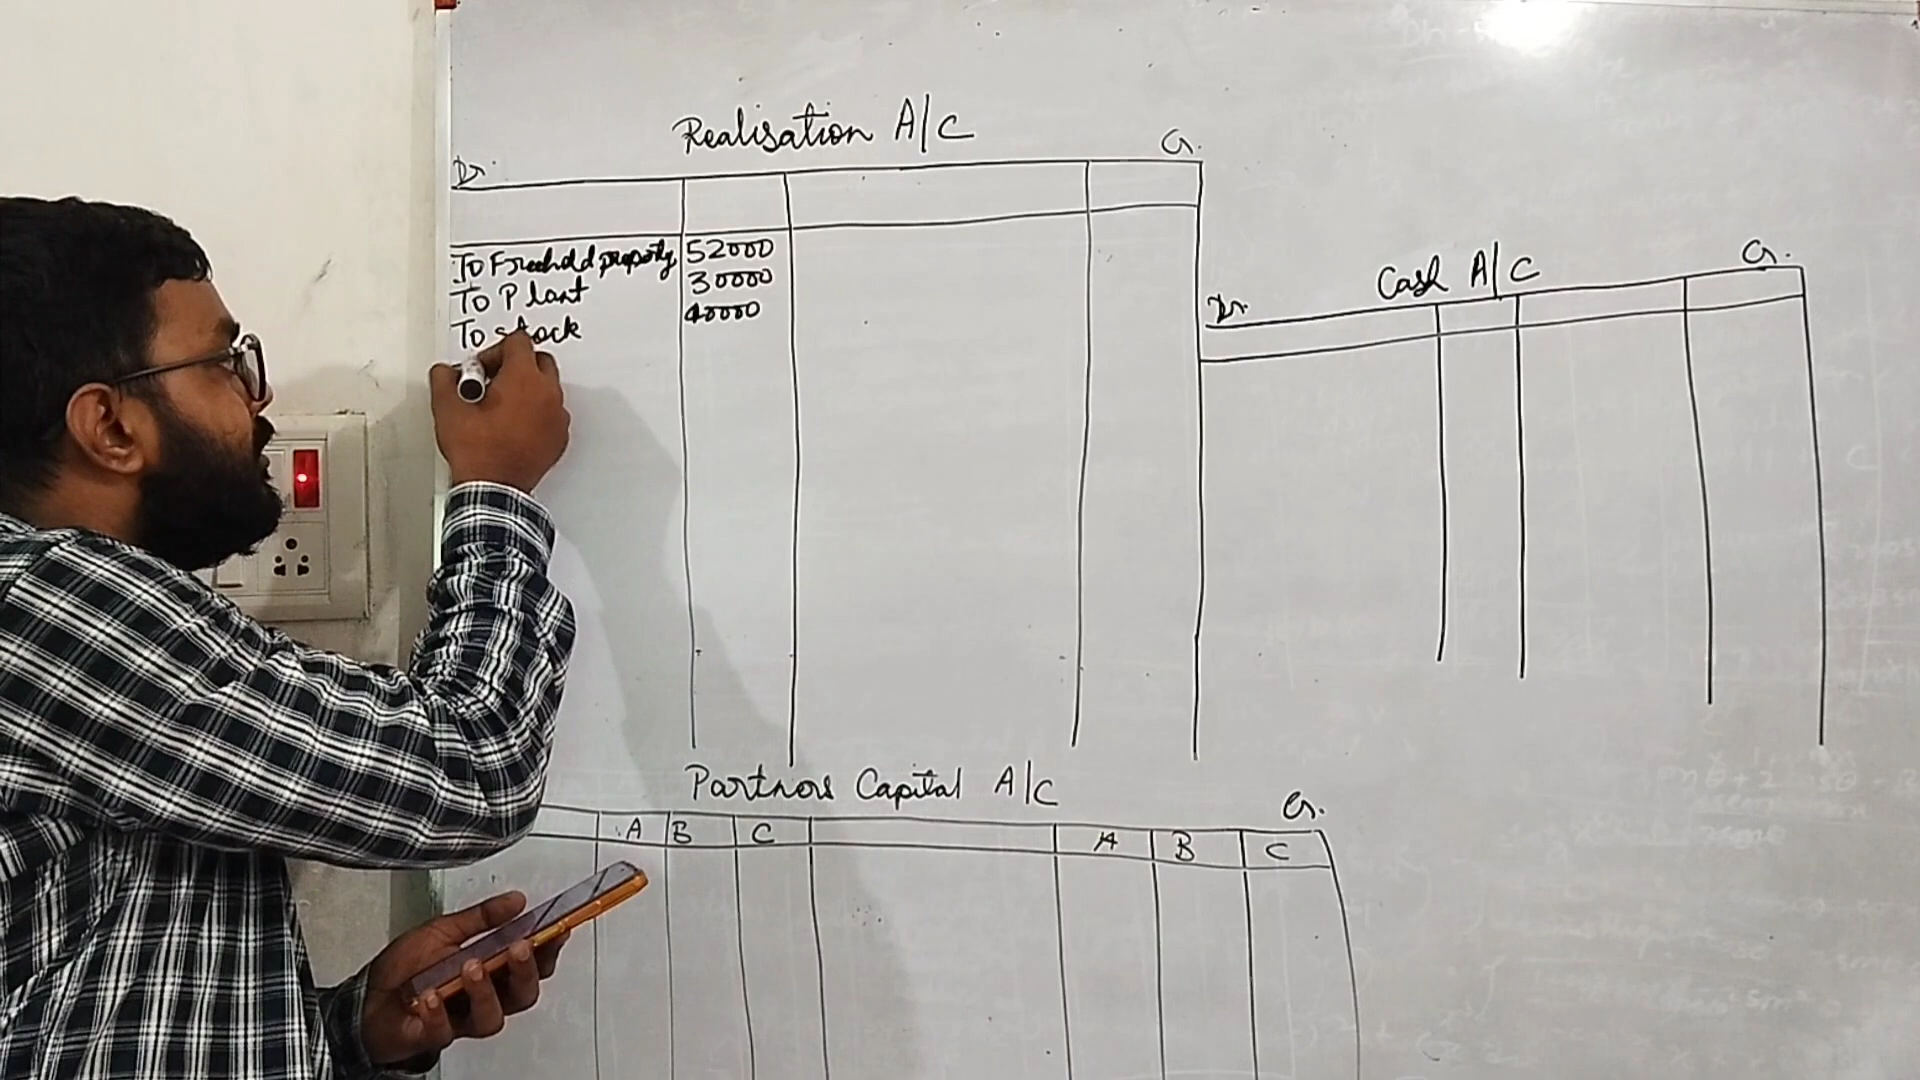 Realisation A/C
Dr. Cr.
To Freehold property 52000
To Plant 30000
To stock 40000
Cash A/C
Dr. Cr.
Partners Capital A/C
Cr.
A B C A B C